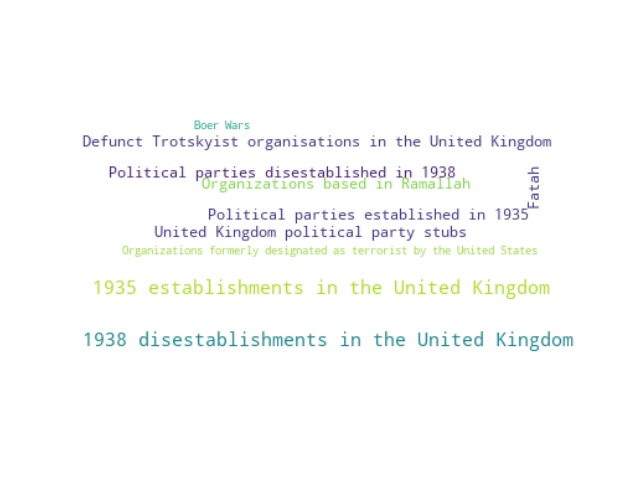 Boer Wars
Defunct Trotskyist organisations in the United Kingdom
Political parties disestablished in 1938
Organizations based in Ramallah
Fatah
Political parties established in 1935
United Kingdom political party stubs
Organizations formerly designated as terrorist by the United States
1935 establishments in the United Kingdom
1938 disestablishments in the United Kingdom